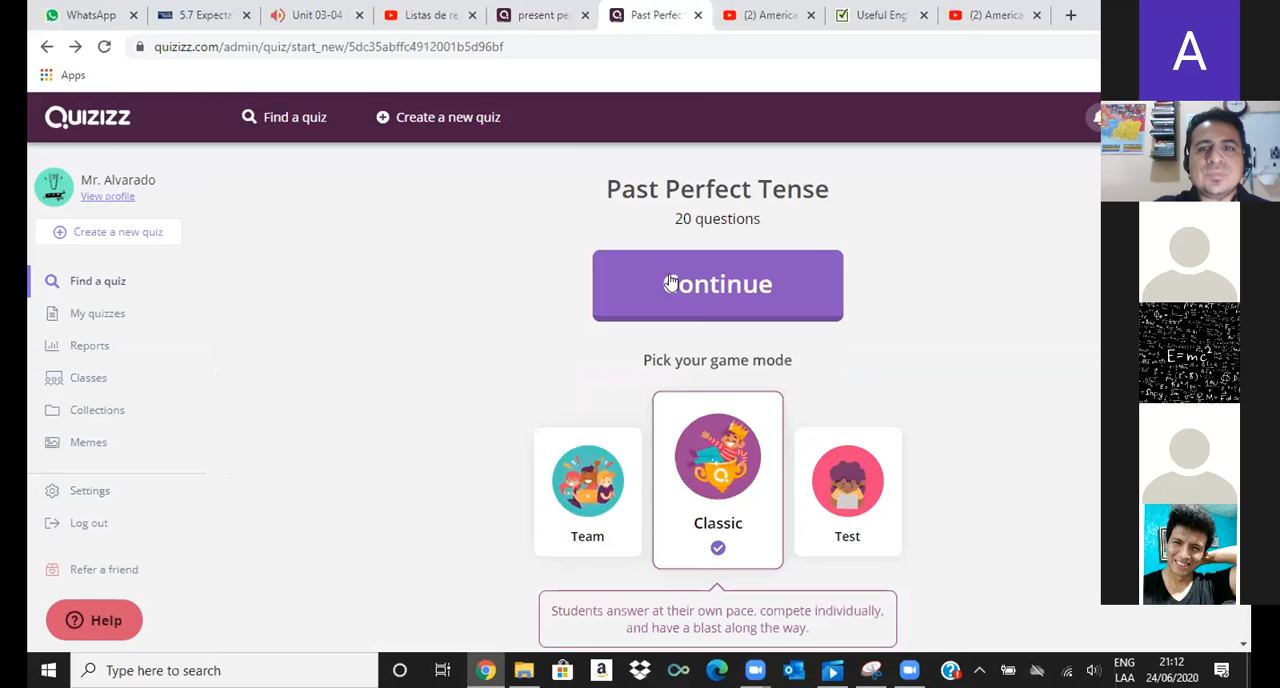 WhatsApp
5.7 Expecta
Unit 03-04
Listas de re
present pe
Past Perfec
(2) America
Useful Eng
(2) America
quizizz.com/admin/quiz/start_new/5dc35abffc4912001b5d96bf
Apps
QUIZIZZ
Find a quiz
Create a new quiz
A
Mr. Alvarado
View profile
Create a new quiz
Find a quiz
My quizzes
Reports
Classes
Collections
Memes
Settings
Log out
Refer a friend
Help
Past Perfect Tense
20 questions
Continue
Pick your game mode
Team
Classic
Test
Students answer at their own pace, compete individually,
and have a blast along the way.
E=mc²
Type here to search
ENG
LAA
21:12
24/06/2020